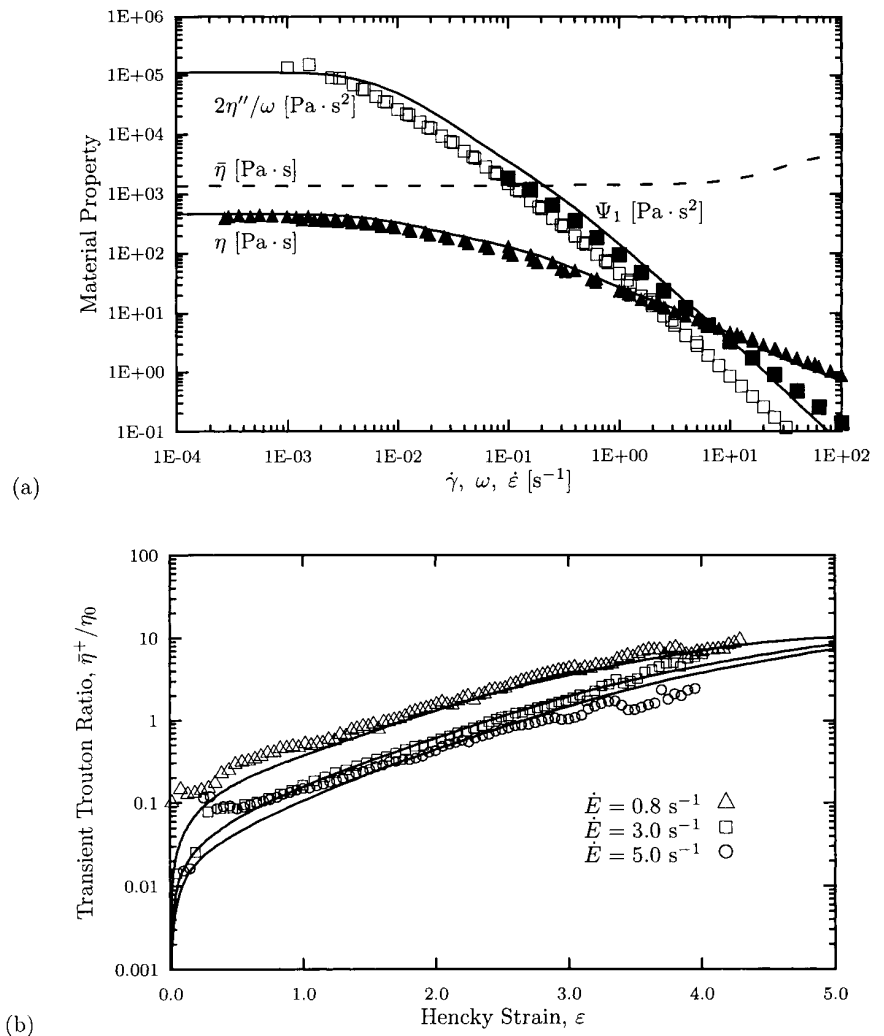 1E+06
1E+05
1E+04
1E+03
1E+02
1E+01
1E+00
1E-01
Material Property
2η″/ω [Pa · s²]
η̄ [Pa · s]
η [Pa · s]
Ψ₁ [Pa · s²]
1E-04 1E-03 1E-02 1E-01 1E+00 1E+01 1E+02
γ̇, ω, ε̇ [s⁻¹]
(a)
100
10
1
0.1
0.01
0.001
Transient Trouton Ratio, η̄⁺/η₀
Ė = 0.8 s⁻¹ △
Ė = 3.0 s⁻¹ □
Ė = 5.0 s⁻¹ ○
0.0 1.0 2.0 3.0 4.0 5.0
Hencky Strain, ε
(b)